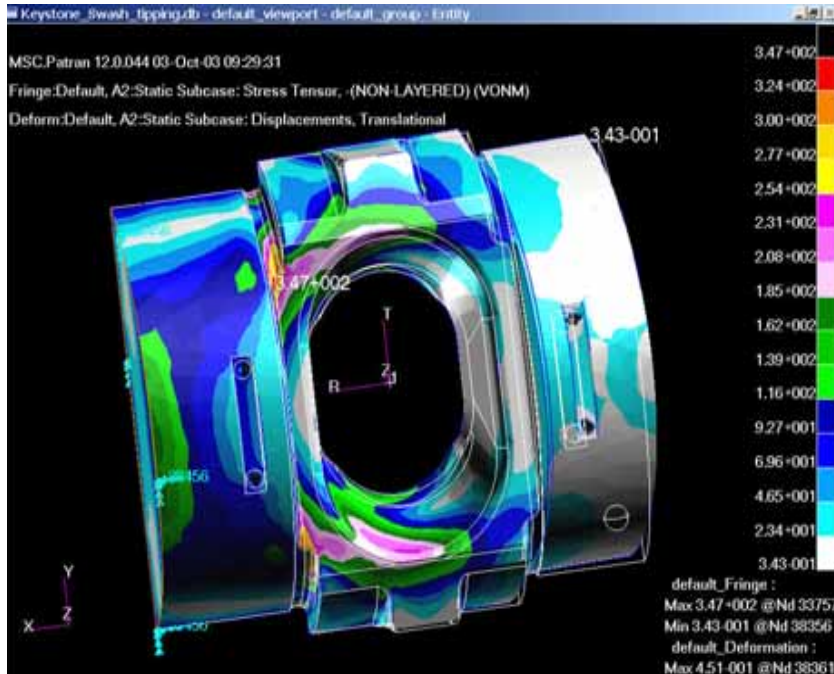 Keystone_Swash_tipping.db - default_viewport - default_group - Entity
MSC.Patran 12.0.044 03-Oct-03 09:29:31
Fringe:Default, A2:Static Subcase: Stress Tensor, -(NON-LAYERED) (VONM)
Deform:Default, A2:Static Subcase: Displacements, Translational
3.43-001
3.47+002
T
R
Z
Y
X
Z
3.47+002
3.24+002
3.00+002
2.77+002
2.54+002
2.31+002
2.08+002
1.85+002
1.62+002
1.39+002
1.16+002
9.27+001
6.96+001
4.65+001
2.34+001
3.43-001
default_Fringe :
Max 3.47+002 @Nd 33757
Min 3.43-001 @Nd 38356
default_Deformation :
Max 4.51-001 @Nd 38361